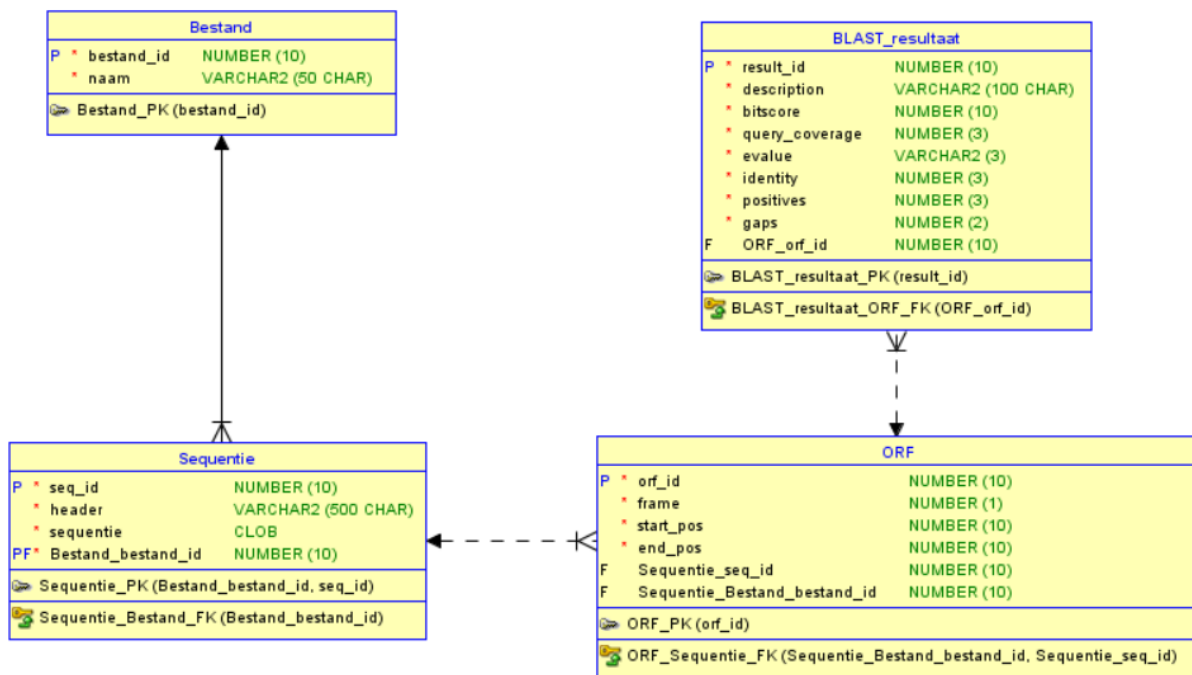 Bestand
P * bestand_id NUMBER (10)
* naam VARCHAR2 (50 CHAR)
Bestand_PK (bestand_id)
BLAST_resultaat
P * result_id NUMBER (10)
* description VARCHAR2 (100 CHAR)
* bitscore NUMBER (10)
* query_coverage NUMBER (3)
* evalue VARCHAR2 (3)
* identity NUMBER (3)
* positives NUMBER (3)
* gaps NUMBER (2)
F ORF_orf_id NUMBER (10)
BLAST_resultaat_PK (result_id)
BLAST_resultaat_ORF_FK (ORF_orf_id)
Sequentie
P * seq_id NUMBER (10)
* header VARCHAR2 (500 CHAR)
* sequentie CLOB
PF* Bestand_bestand_id NUMBER (10)
Sequentie_PK (Bestand_bestand_id, seq_id)
Sequentie_Bestand_FK (Bestand_bestand_id)
ORF
P * orf_id NUMBER (10)
* frame NUMBER (1)
* start_pos NUMBER (10)
* end_pos NUMBER (10)
F Sequentie_seq_id NUMBER (10)
F Sequentie_Bestand_bestand_id NUMBER (10)
ORF_PK (orf_id)
ORF_Sequentie_FK (Sequentie_Bestand_bestand_id, Sequentie_seq_id)